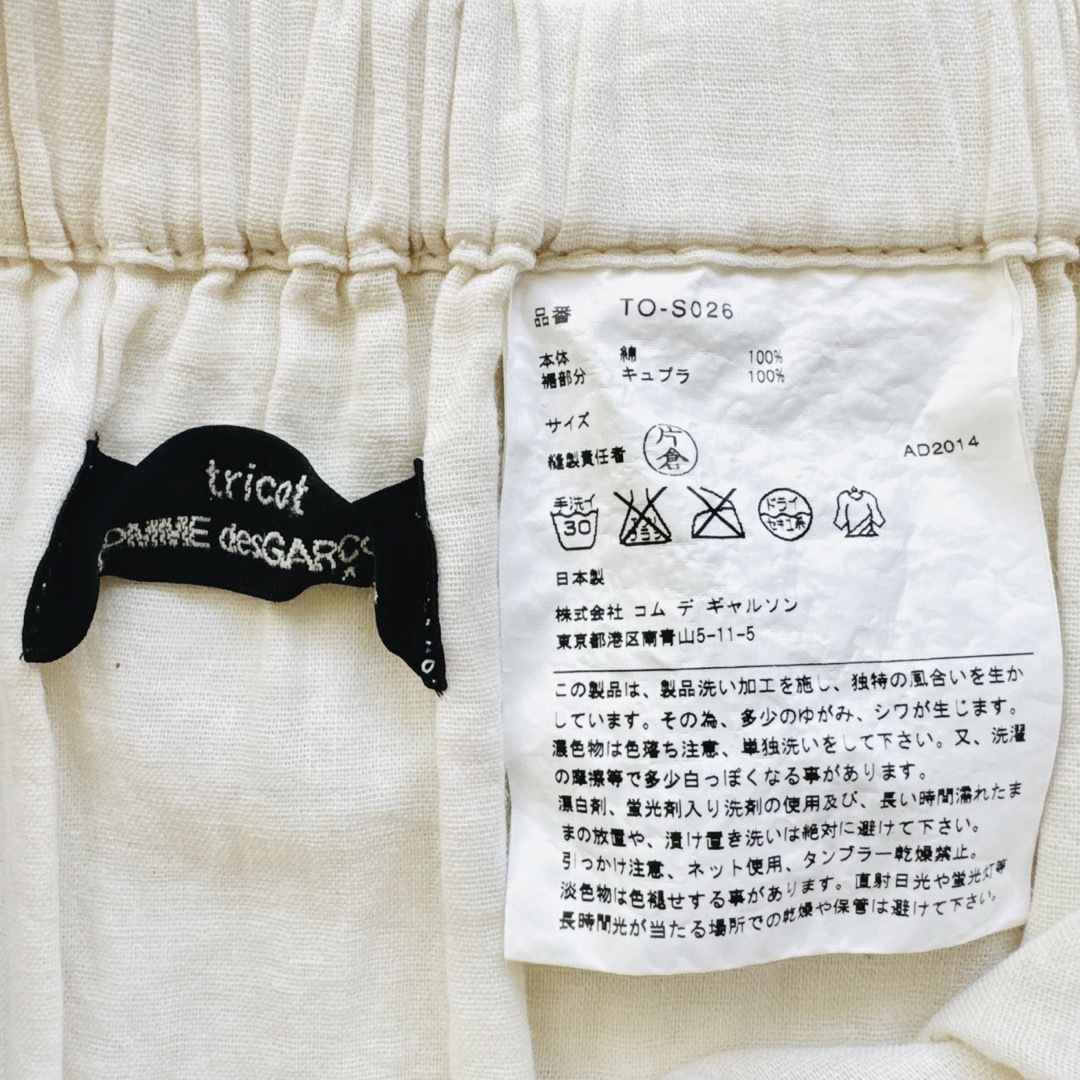 tricot
OMME desGARÇO
品番 TO-S026
本体 綿 100%
裾部分 キュプラ 100%
サイズ
縫製責任者 片倉
AD2014
手洗イ
30
ドライ
セキユ系
日本製
株式会社 コム デ ギャルソン
東京都港区南青山5-11-5
この製品は、製品洗い加工を施し、独特の風合いを生か
しています。その為、多少のゆがみ、シワが生じます。
濃色物は色落ち注意、単独洗いをして下さい。又、洗濯
の摩擦等で多少白っぽくなる事があります。
漂白剤、蛍光剤入り洗剤の使用及び、長い時間濡れたま
まの放置や、漬け置き洗いは絶対に避けて下さい。
引っかけ注意、ネット使用、タンブラー乾燥禁止。
淡色物は色褪せする事があります。直射日光や蛍光灯等
長時間光が当たる場所での乾燥や保管は避けて下さい。